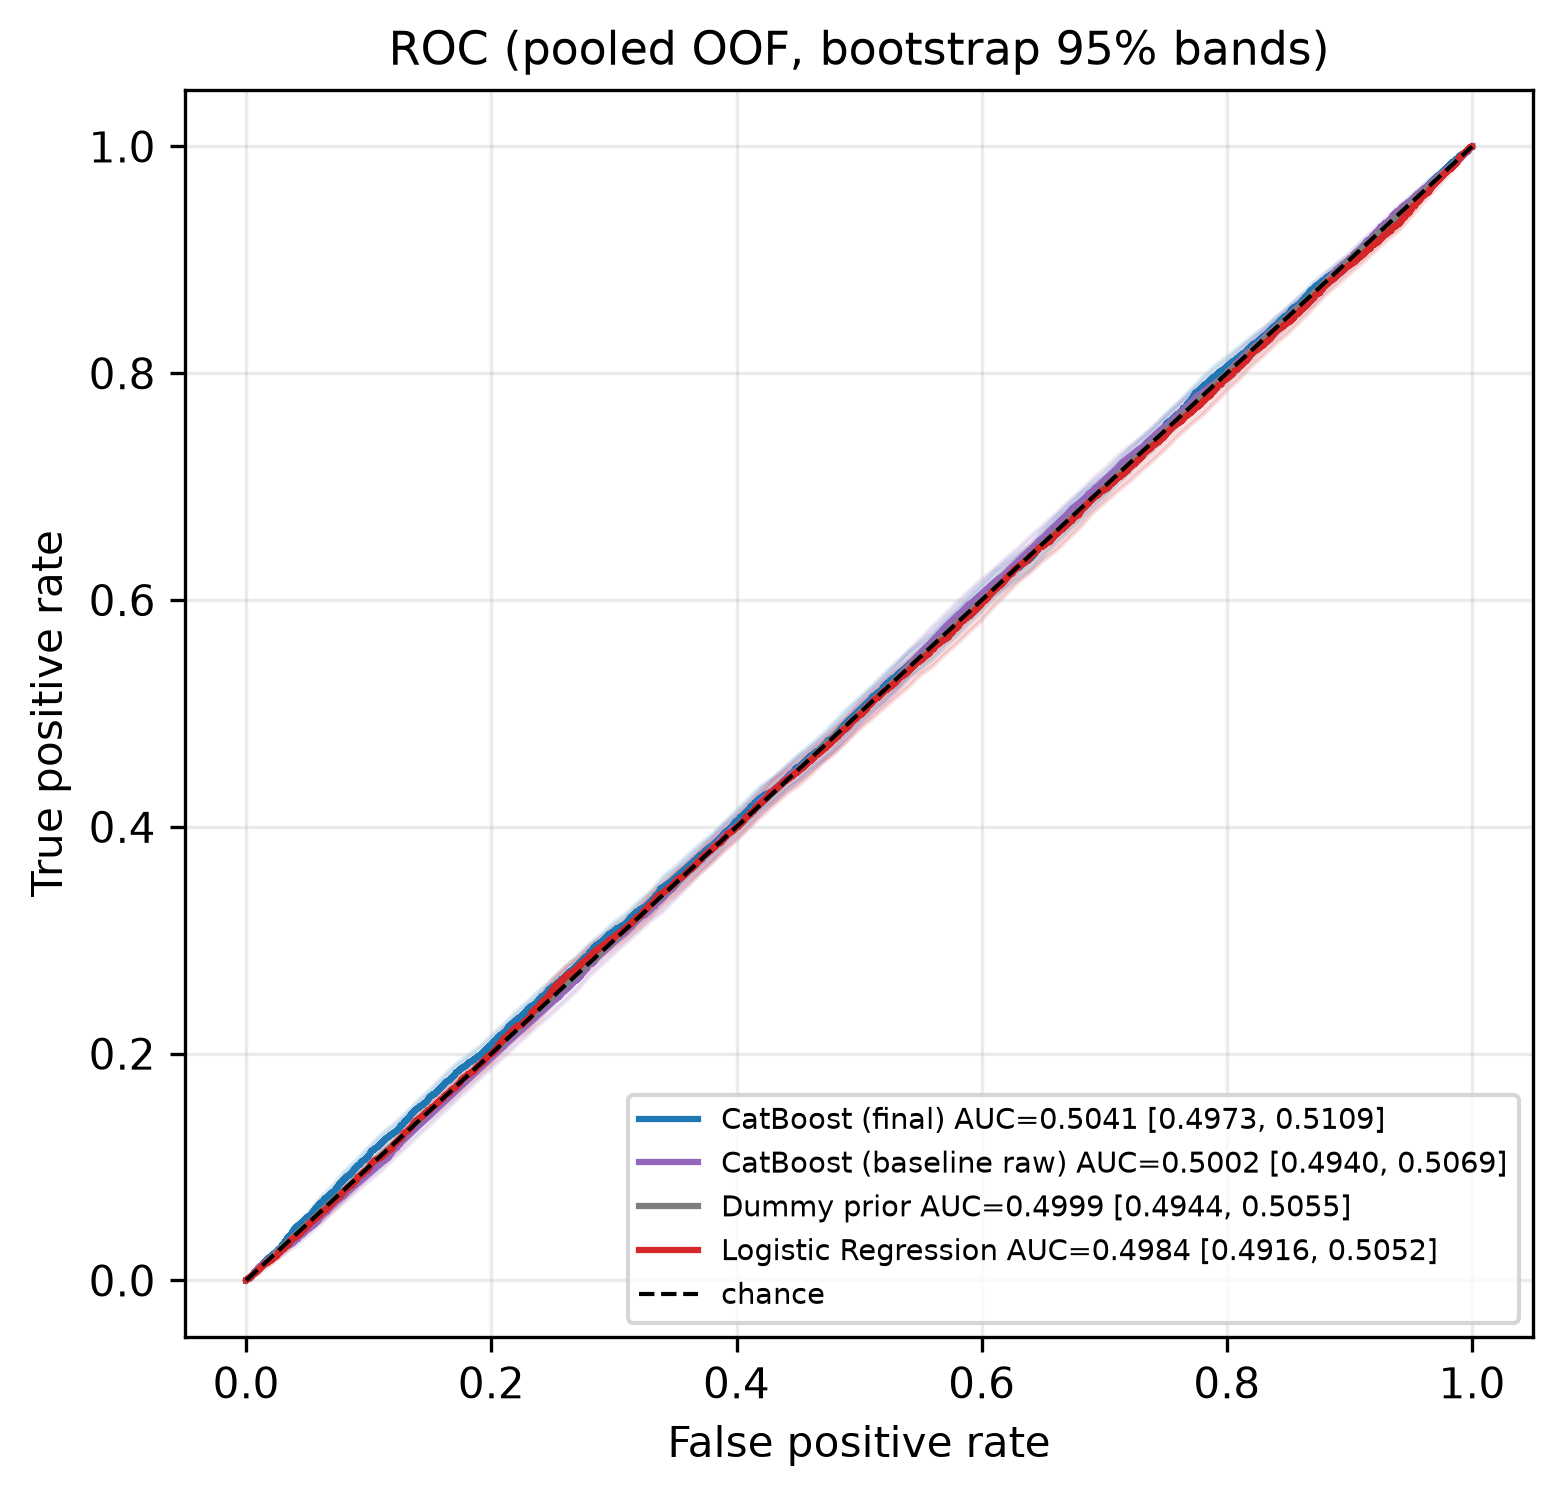 ROC (pooled OOF, bootstrap 95% bands)
1.0
0.8
0.6
0.4
0.2
0.0
True positive rate
CatBoost (final) AUC=0.5041 [0.4973, 0.5109]
CatBoost (baseline raw) AUC=0.5002 [0.4940, 0.5069]
Dummy prior AUC=0.4999 [0.4944, 0.5055]
Logistic Regression AUC=0.4984 [0.4916, 0.5052]
chance
0.0 0.2 0.4 0.6 0.8 1.0
False positive rate